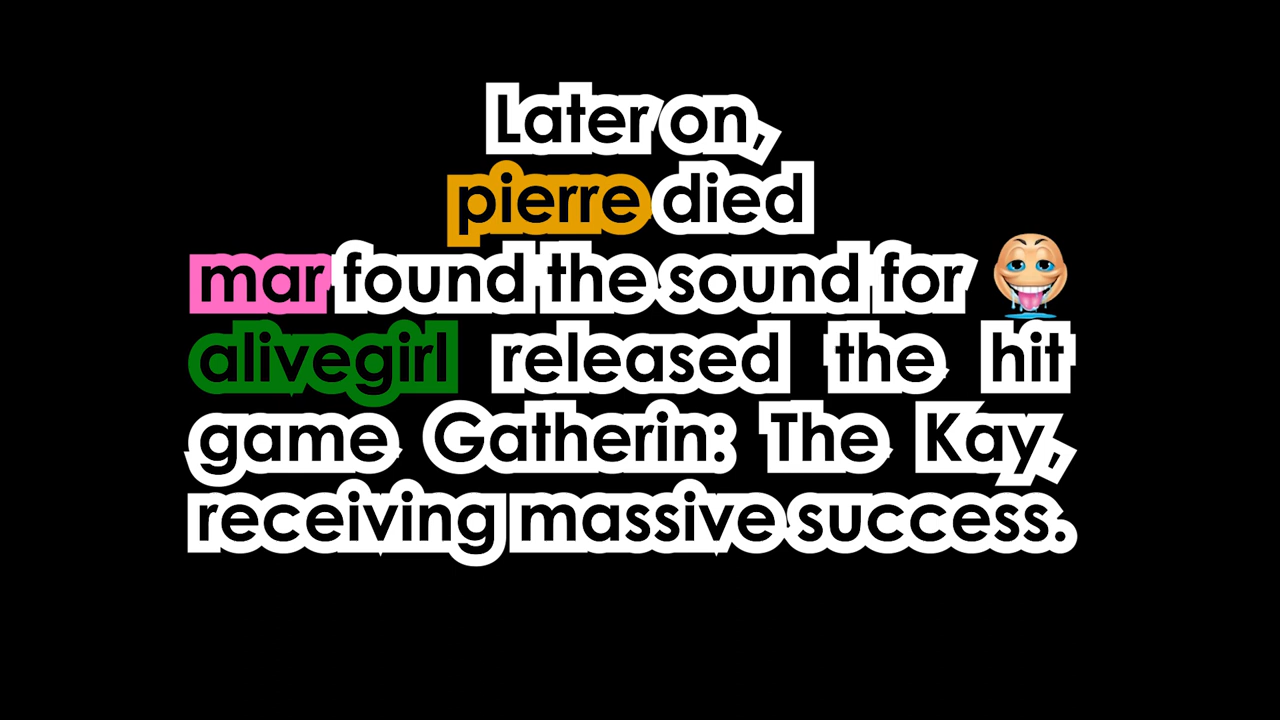 Later on,
pierre died
mar found the sound for
alivegirl released the hit
game Gatherin: The Kay,
receiving massive success.